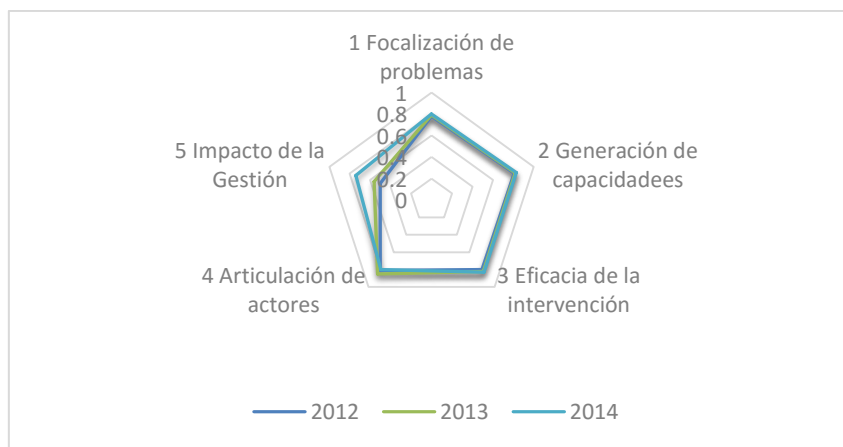 1 Focalización de
problemas
1
0.8
0.6
0.4
0.2
0
2 Generación de
capacidadees
5 Impacto de la
Gestión
4 Articulación de
actores
3 Eficacia de la
intervención
2012 2013 2014